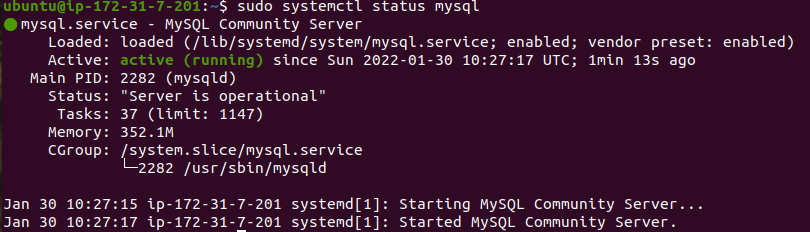 ubuntu@ip-172-31-7-201:~$ sudo systemctl status mysql
● mysql.service - MySQL Community Server
Loaded: loaded (/lib/systemd/system/mysql.service; enabled; vendor preset: enabled)
Active: active (running) since Sun 2022-01-30 10:27:17 UTC; 1min 13s ago
Main PID: 2282 (mysqld)
Status: "Server is operational"
Tasks: 37 (limit: 1147)
Memory: 352.1M
CGroup: /system.slice/mysql.service
└─2282 /usr/sbin/mysqld
Jan 30 10:27:15 ip-172-31-7-201 systemd[1]: Starting MySQL Community Server...
Jan 30 10:27:17 ip-172-31-7-201 systemd[1]: Started MySQL Community Server.